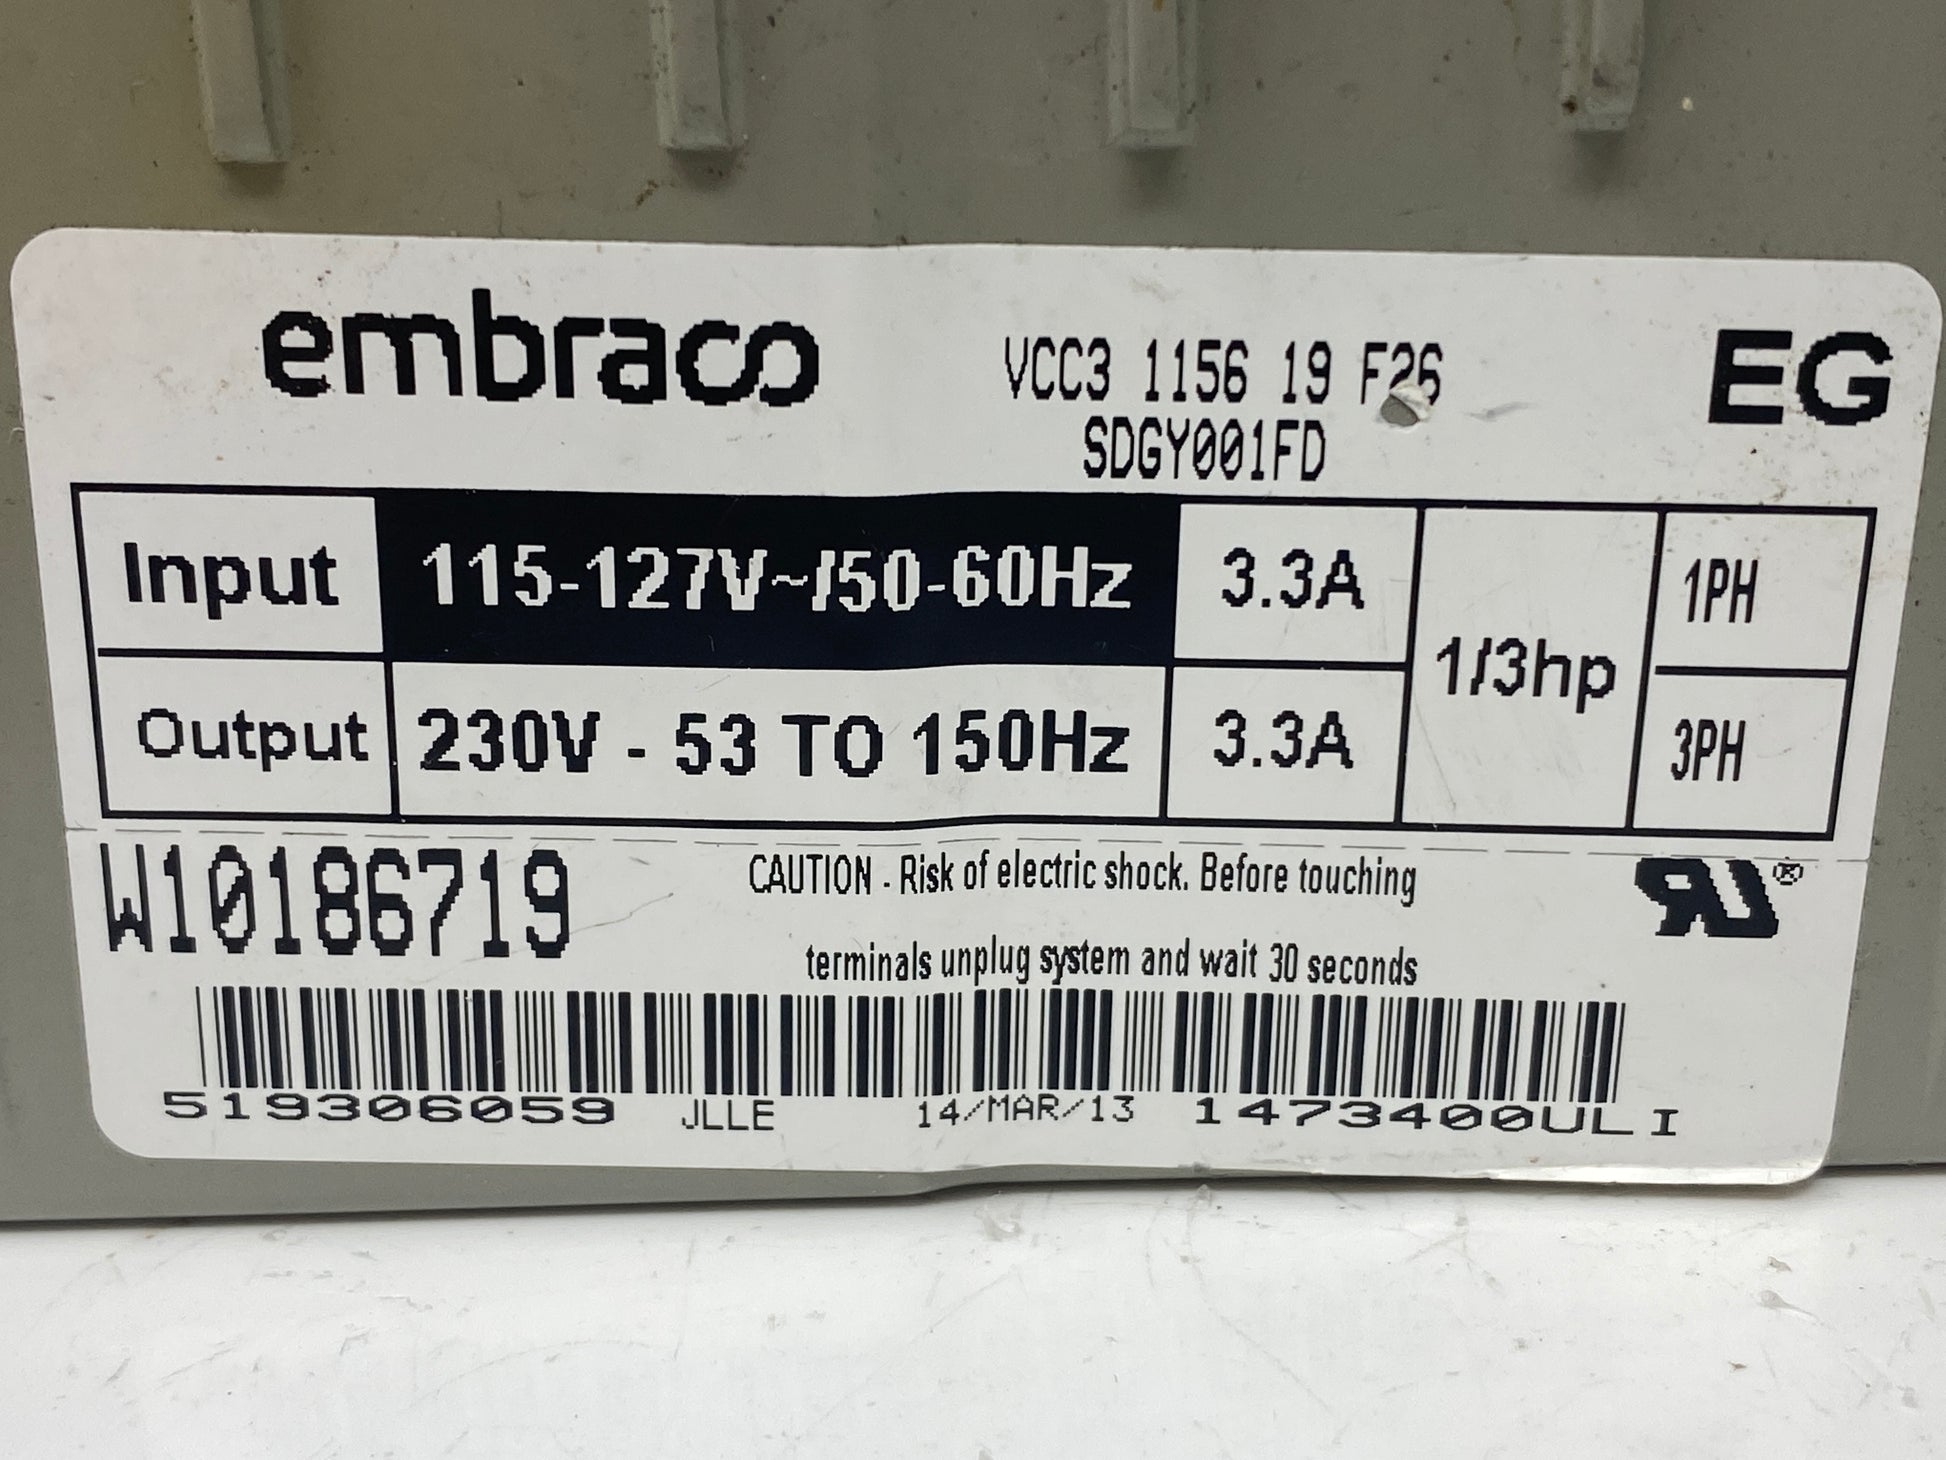 embraco
VCC3 1156 19 F26
SDGY001FD
EG
Input 115-127V~/50-60Hz 3.3A 1/3hp 1PH
Output 230V - 53 TO 150Hz 3.3A 3PH
W10186719
CAUTION - Risk of electric shock. Before touching
terminals unplug system and wait 30 seconds
RU®
519306059 JLLE 14/MAR/13 1473400ULI